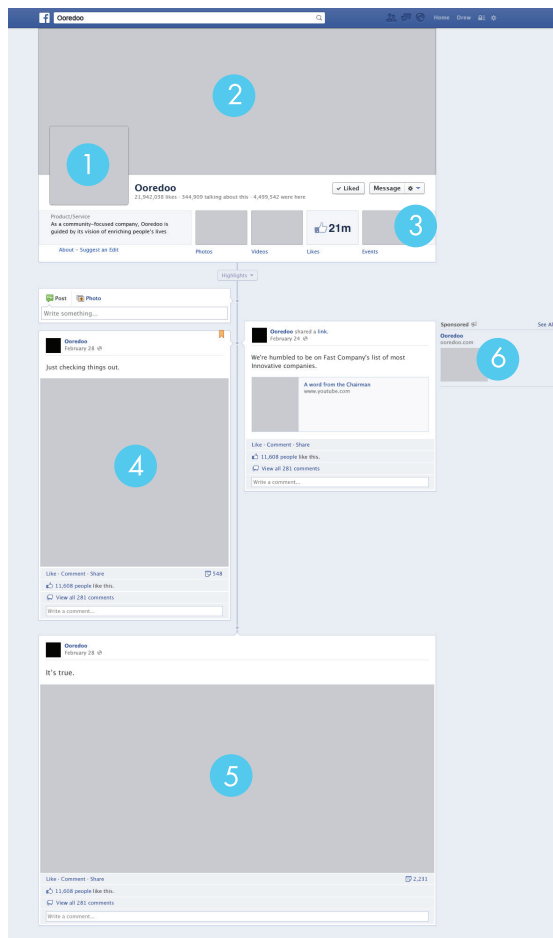 Ooredoo
Home Drew
2
1
Ooredoo
21,942,038 likes · 344,909 talking about this · 4,499,542 were here
Liked
Message
Product/Service
As a community-focused company, Ooredoo is
guided by its vision of enriching people's lives
About – Suggest an Edit
Photos
Videos
21m
Likes
Events
3
Highlights
Post
Photo
Write something...
Ooredoo
February 28
Just checking things out.
4
Like · Comment · Share
548
11,608 people like this.
View all 281 comments
Write a comment...
Ooredoo shared a link.
February 24
We're humbled to be on Fast Company's list of most
Innovative companies.
A word from the Chairman
www.youtube.com
Like · Comment · Share
11,608 people like this.
View all 281 comments
Write a comment...
Sponsored
See Al
Ooredoo
ooredoo.com
6
Ooredoo
February 28
It's true.
5
Like · Comment · Share
2,231
11,608 people like this.
View all 281 comments
Write a comment...